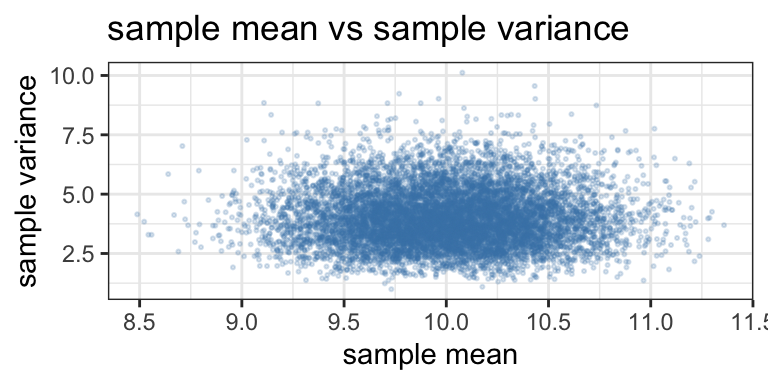 sample mean vs sample variance
sample variance
10.0
7.5
5.0
2.5
8.5 9.0 9.5 10.0 10.5 11.0 11.5
sample mean